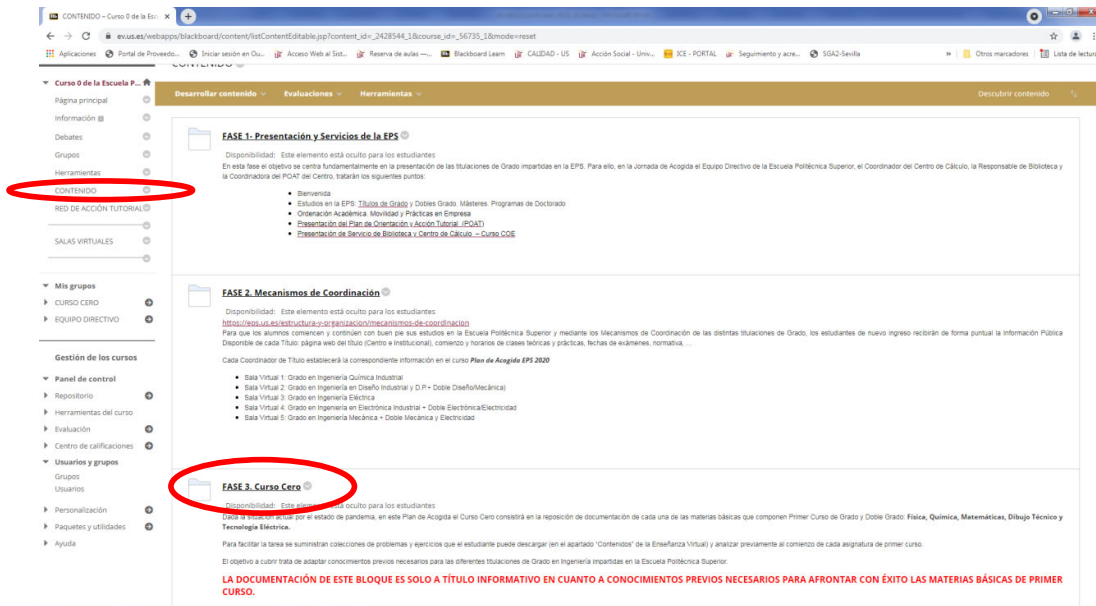 CONTENIDO – Curso 0 de la Esc
ev.us.es/webapps/blackboard/content/listContentEditable.jsp?content_id=_2428544_1&course_id=_56735_1&mode=reset
Aplicaciones Portal de Proveedo... Iniciar sesión en Ou... Acceso Web al Sist... Reserva de aulas —... Blackboard Learn CALIDAD - US Acción Social - Univ... ICE - PORTAL Seguimiento y acre... SGA2-Sevilla » Otros marcadores Lista de lectura
CONTENIDO
Curso 0 de la Escuela P...
Página principal
Información
Debates
Grupos
Herramientas
CONTENIDO
RED DE ACCIÓN TUTORIAL
SALAS VIRTUALES
Mis grupos
CURSO CERO
EQUIPO DIRECTIVO
Gestión de los cursos
Panel de control
Repositorio
Herramientas del curso
Evaluación
Centro de calificaciones
Usuarios y grupos
Grupos
Usuarios
Personalización
Paquetes y utilidades
Ayuda
Desarrollar contenido Evaluaciones Herramientas Descubrir contenido
FASE 1- Presentación y Servicios de la EPS
Disponibilidad: Este elemento está oculto para los estudiantes
En esta fase el objetivo se centra fundamentalmente en la presentación de las titulaciones de Grado impartidas en la EPS. Para ello, en la Jornada de Acogida el Equipo Directivo de la Escuela Politécnica Superior, el Coordinador del Centro de Cálculo, la Responsable de Biblioteca y
la Coordinadora del POAT del Centro, tratarán los siguientes puntos:
• Bienvenida
• Estudios en la EPS: Títulos de Grado y Dobles Grado. Másteres. Programas de Doctorado
• Ordenación Académica. Movilidad y Prácticas en Empresa
• Presentación del Plan de Orientación y Acción Tutorial (POAT)
• Presentación de Servicio de Biblioteca y Centro de Cálculo – Curso COE
FASE 2. Mecanismos de Coordinación
Disponibilidad: Este elemento está oculto para los estudiantes
https://eps.us.es/estructura-y-organizacion/mecanismos-de-coordinacion
Para que los alumnos comiencen y continúen con buen pie sus estudios en la Escuela Politécnica Superior y mediante los Mecanismos de Coordinación de las distintas titulaciones de Grado, los estudiantes de nuevo ingreso recibirán de forma puntual la Información Pública
Disponible de cada Título: página web del título (Centro e Institucional), comienzo y horarios de clases teóricas y prácticas, fechas de exámenes, normativa, ...
Cada Coordinador de Título establecerá la correspondiente información en el curso Plan de Acogida EPS 2020
• Sala Virtual 1: Grado en Ingeniería Química Industrial
• Sala Virtual 2: Grado en Ingeniería en Diseño Industrial y D.P.+ Doble Diseño/Mecánica)
• Sala Virtual 3: Grado en Ingeniería Eléctrica
• Sala Virtual 4: Grado en Ingeniería en Electrónica Industrial + Doble Electrónica/Electricidad
• Sala Virtual 5: Grado en Ingeniería Mecánica + Doble Mecánica y Electricidad
FASE 3. Curso Cero
Disponibilidad: Este elemento está oculto para los estudiantes
Dada la situación actual por el estado de pandemia, en este Plan de Acogida el Curso Cero consistirá en la reposición de documentación de cada una de las materias básicas que componen Primer Curso de Grado y Doble Grado: Física, Química, Matemáticas, Dibujo Técnico y
Tecnología Eléctrica.
Para facilitar la tarea se suministran colecciones de problemas y ejercicios que el estudiante puede descargar (en el apartado "Contenidos" de la Enseñanza Virtual) y analizar previamente al comienzo de cada asignatura de primer curso.
El objetivo a cubrir trata de adaptar conocimientos previos necesarios para las diferentes titulaciones de Grado en Ingeniería impartidas en la Escuela Politécnica Superior.
LA DOCUMENTACIÓN DE ESTE BLOQUE ES SOLO A TÍTULO INFORMATIVO EN CUANTO A CONOCIMIENTOS PREVIOS NECESARIOS PARA AFRONTAR CON ÉXITO LAS MATERIAS BÁSICAS DE PRIMER
CURSO.